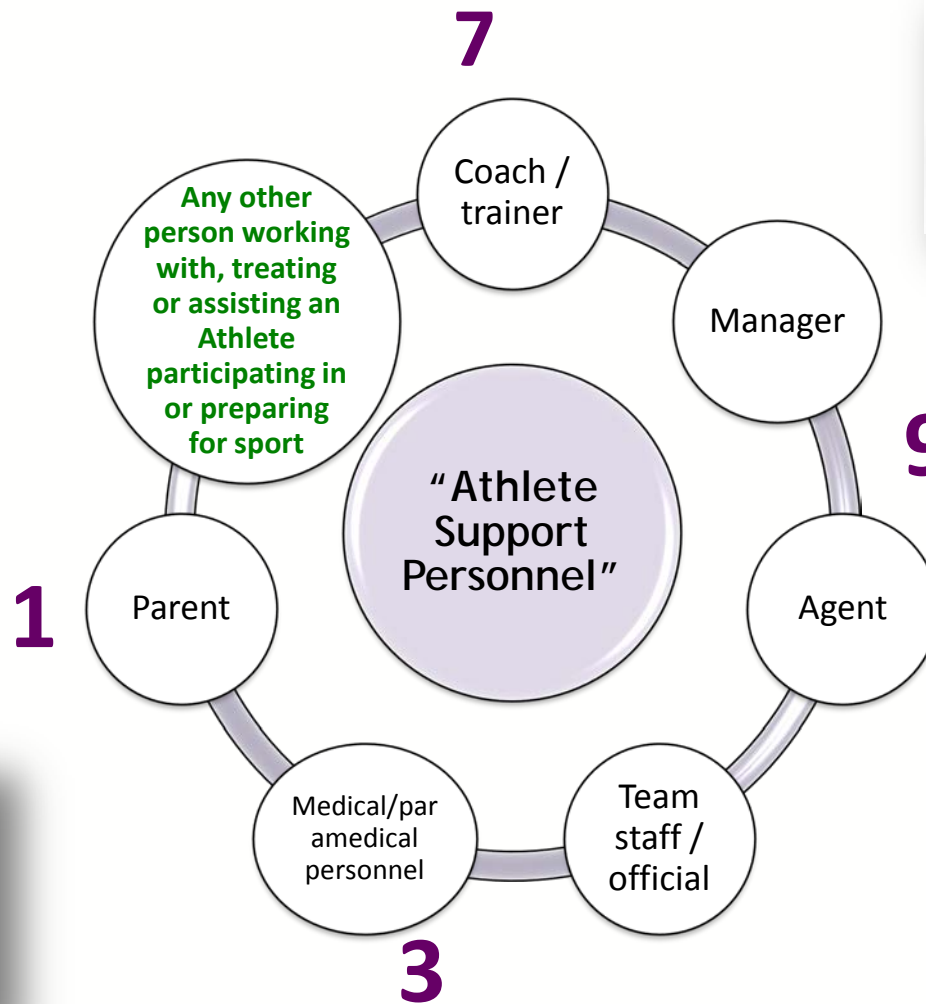 7
Coach /
trainer
Any other
person working
with, treating
or assisting an
Athlete
participating in
or preparing
for sport
Manager
“Athlete
Support
Personnel”
9
1
Parent
Agent
Medical/par
amedical
personnel
Team
staff /
official
3